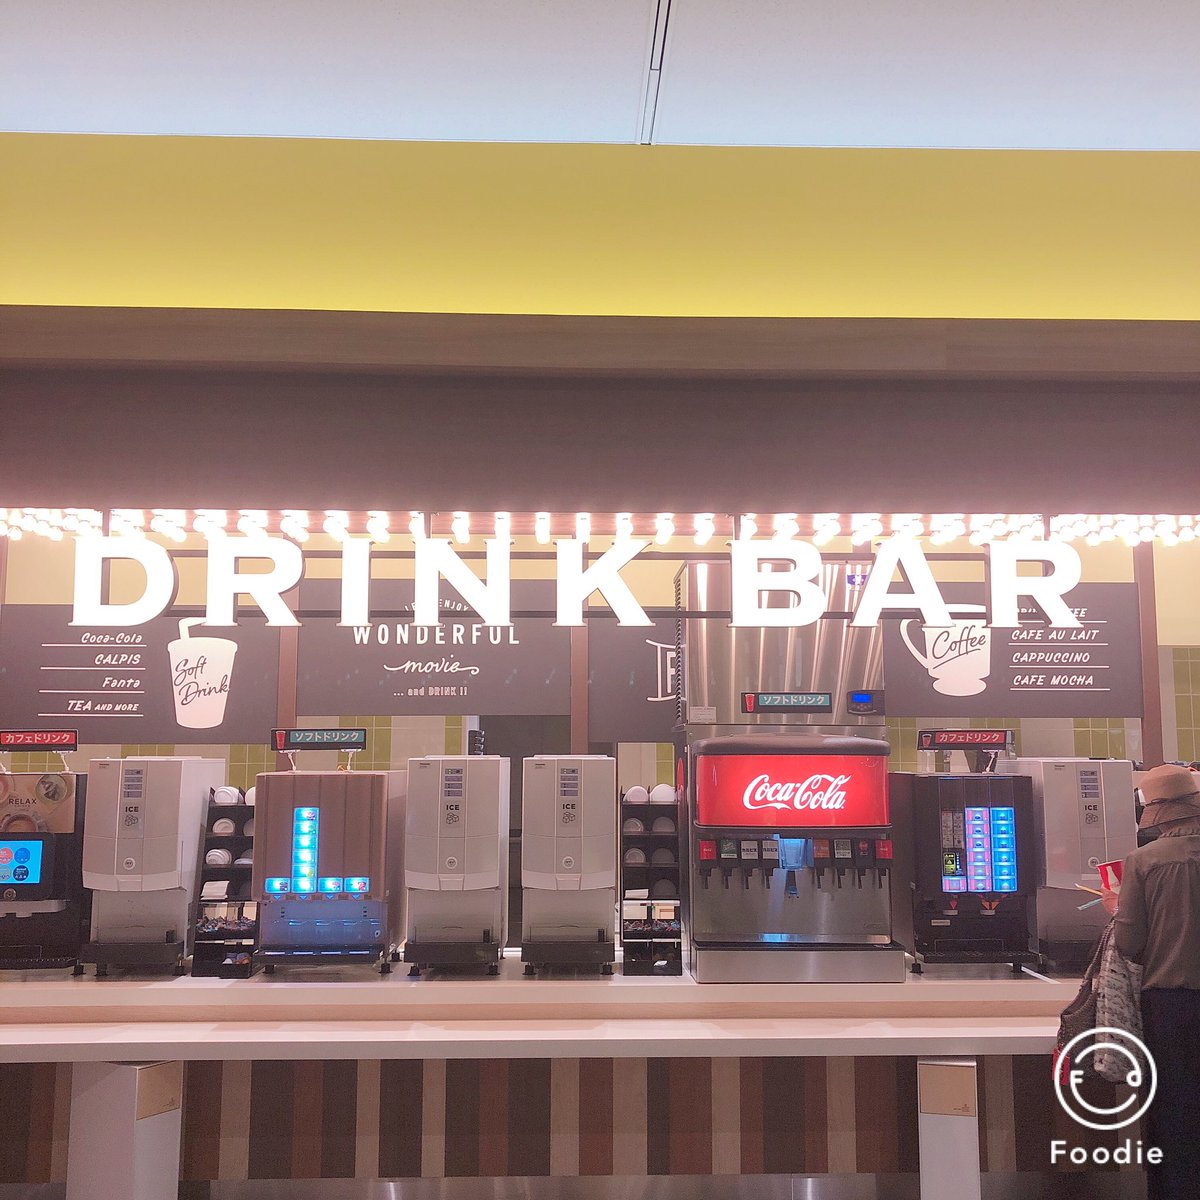 DRINK BAR
Coca-Cola
CALPIS
Fanta
TEA AND MORE
Soft
Drink
ENJOY
WONDERFUL
movie
... and DRINK !!
Coffee
CAFE AU LAIT
CAPPUCCINO
CAFE MOCHA
カフェドリンク
ソフトドリンク
ソフトドリンク
カフェドリンク
RELAX
ICE
ICE
ICE
Coca-Cola
ICE
Foodie